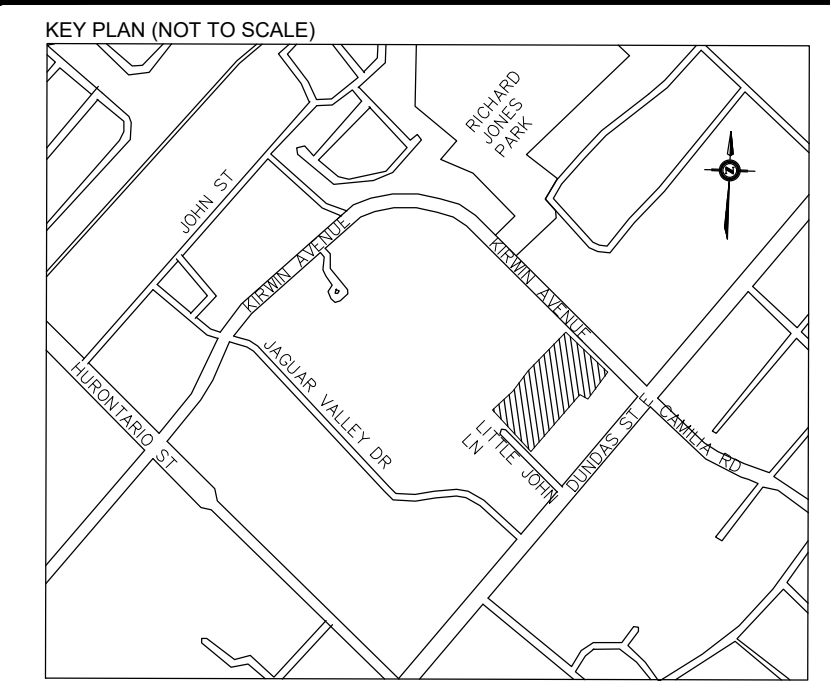 KEY PLAN (NOT TO SCALE)
RICHARD
JONES
PARK
JOHN ST
N
KIRWIN AVENUE
KIRWIN AVENUE
JAGUAR VALLEY DR
HURONTARIO ST
LITTLE JOHN
LN
DUNDAS ST E
CAMILIA RD